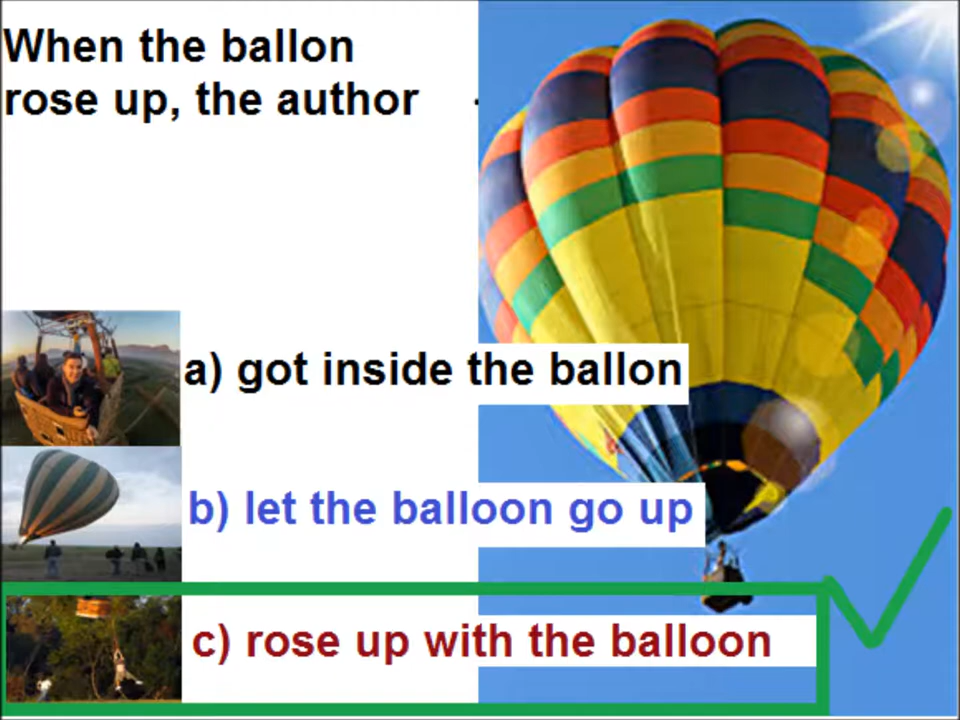 When the ballon
rose up, the author
a) got inside the ballon
b) let the balloon go up
c) rose up with the balloon